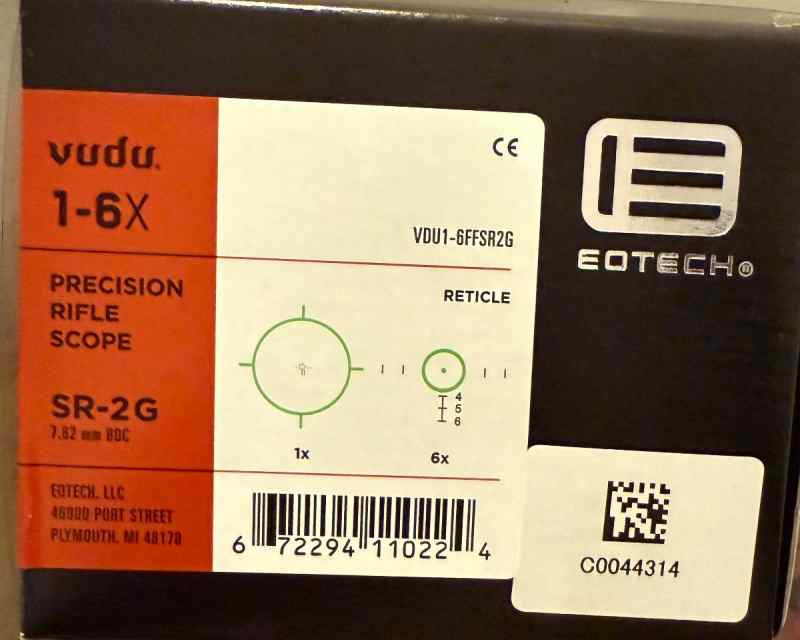 vudu.
1-6X
PRECISION
RIFLE
SCOPE
SR-2G
7.62 mm BDC
EOTECH, LLC
46900 PORT STREET
PLYMOUTH, MI 48170
CE
VDU1-6FFSR2G
RETICLE
4
5
6
1x
6x
6 72294 11022 4
EOTECH®
C0044314